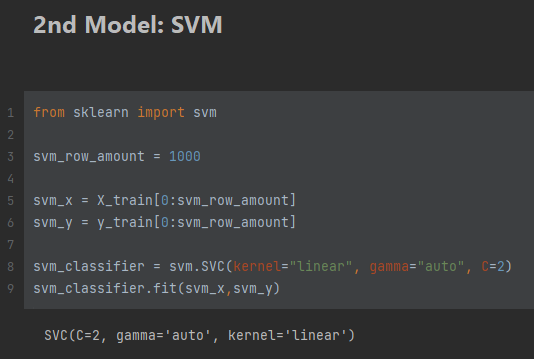 2nd Model: SVM
1 from sklearn import svm
2
3 svm_row_amount = 1000
4
5 svm_x = X_train[0:svm_row_amount]
6 svm_y = y_train[0:svm_row_amount]
7
8 svm_classifier = svm.SVC(kernel="linear", gamma="auto", C=2)
9 svm_classifier.fit(svm_x,svm_y)
SVC(C=2, gamma='auto', kernel='linear')